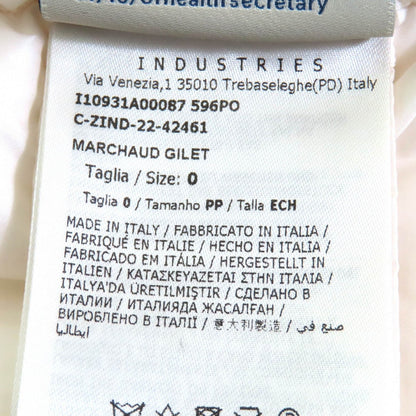 healthsecretary
INDUSTRIES
Via Venezia,1 35010 Trebaseleghe(PD) Italy
I10931A00087 596PO
C-ZIND-22-42461
MARCHAUD GILET
Taglia / Size: 0
Taglia 0 / Tamanho PP / Talla ECH
MADE IN ITALY / FABBRICATO IN ITALIA /
FABRIQUÉ EN ITALIE / HECHO EN ITALIA /
FABRICADO EM ITÁLIA / HERGESTELLT IN
ITALIEN / ΚΑΤΑΣΚΕΥΑΖΕΤΑΙ ΣΤΗΝ ΙΤΑΛΙΑ /
ITALYA'DA ÜRETILMIŞTIR / СДЕЛАНО В
ИТАЛИИ / ИТАЛИЯДА ЖАСАЛҒАН /
ВИРОБЛЕНО В ІТАЛІЇ / 意大利製造 / صنع في
ايطاليا